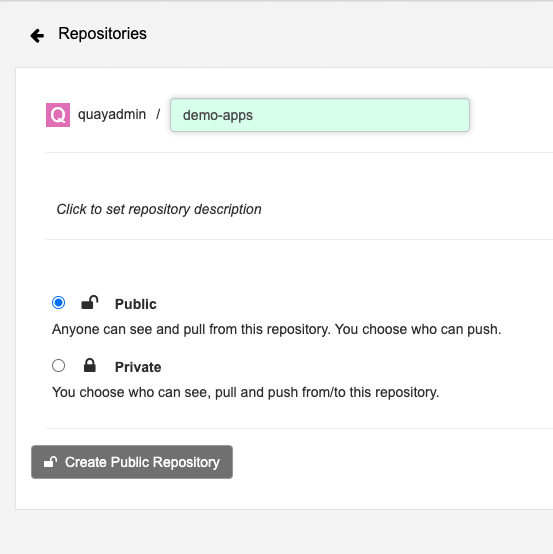 Repositories
Q quayadmin / demo-apps
Click to set repository description
Public
Anyone can see and pull from this repository. You choose who can push.
Private
You choose who can see, pull and push from/to this repository.
Create Public Repository